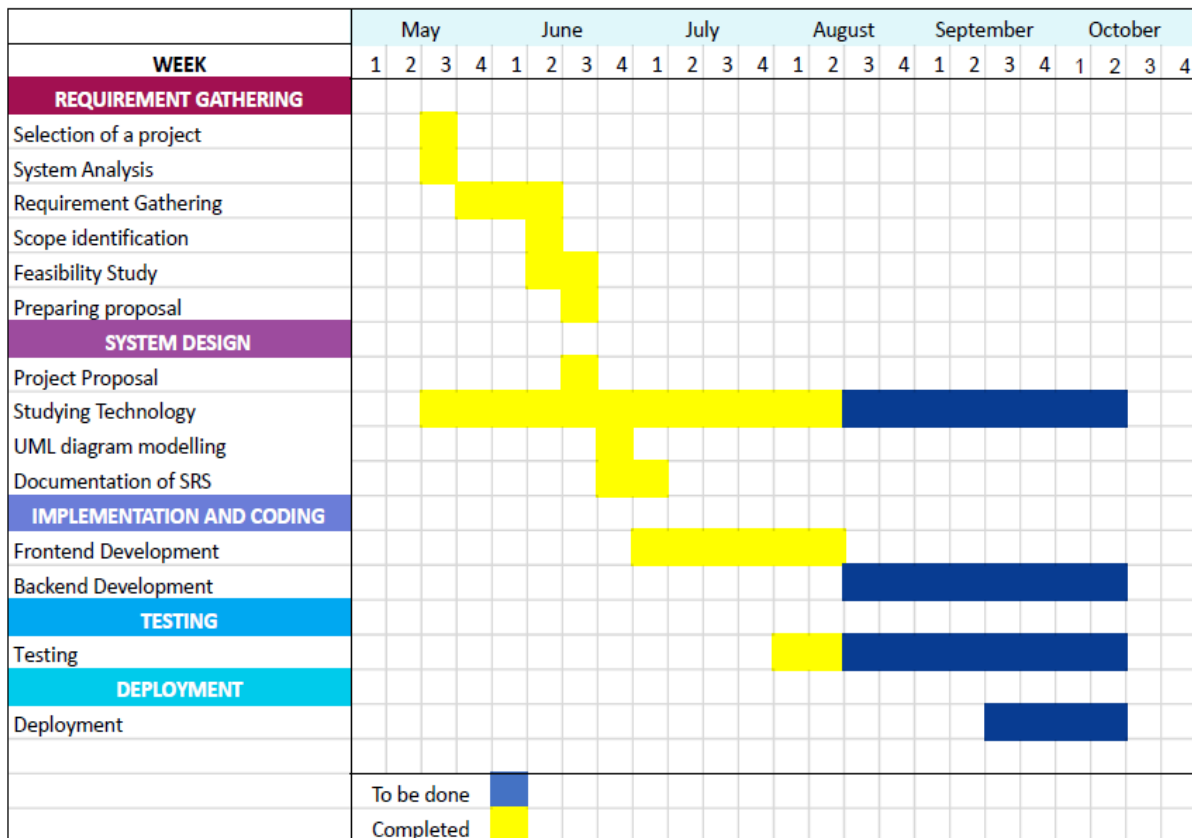 May June July August September October
WEEK 1 2 3 4 1 2 3 4 1 2 3 4 1 2 3 4 1 2 3 4 1 2 3 4
REQUIREMENT GATHERING
Selection of a project
System Analysis
Requirement Gathering
Scope identification
Feasibility Study
Preparing proposal
SYSTEM DESIGN
Project Proposal
Studying Technology
UML diagram modelling
Documentation of SRS
IMPLEMENTATION AND CODING
Frontend Development
Backend Development
TESTING
Testing
DEPLOYMENT
Deployment
To be done
Completed